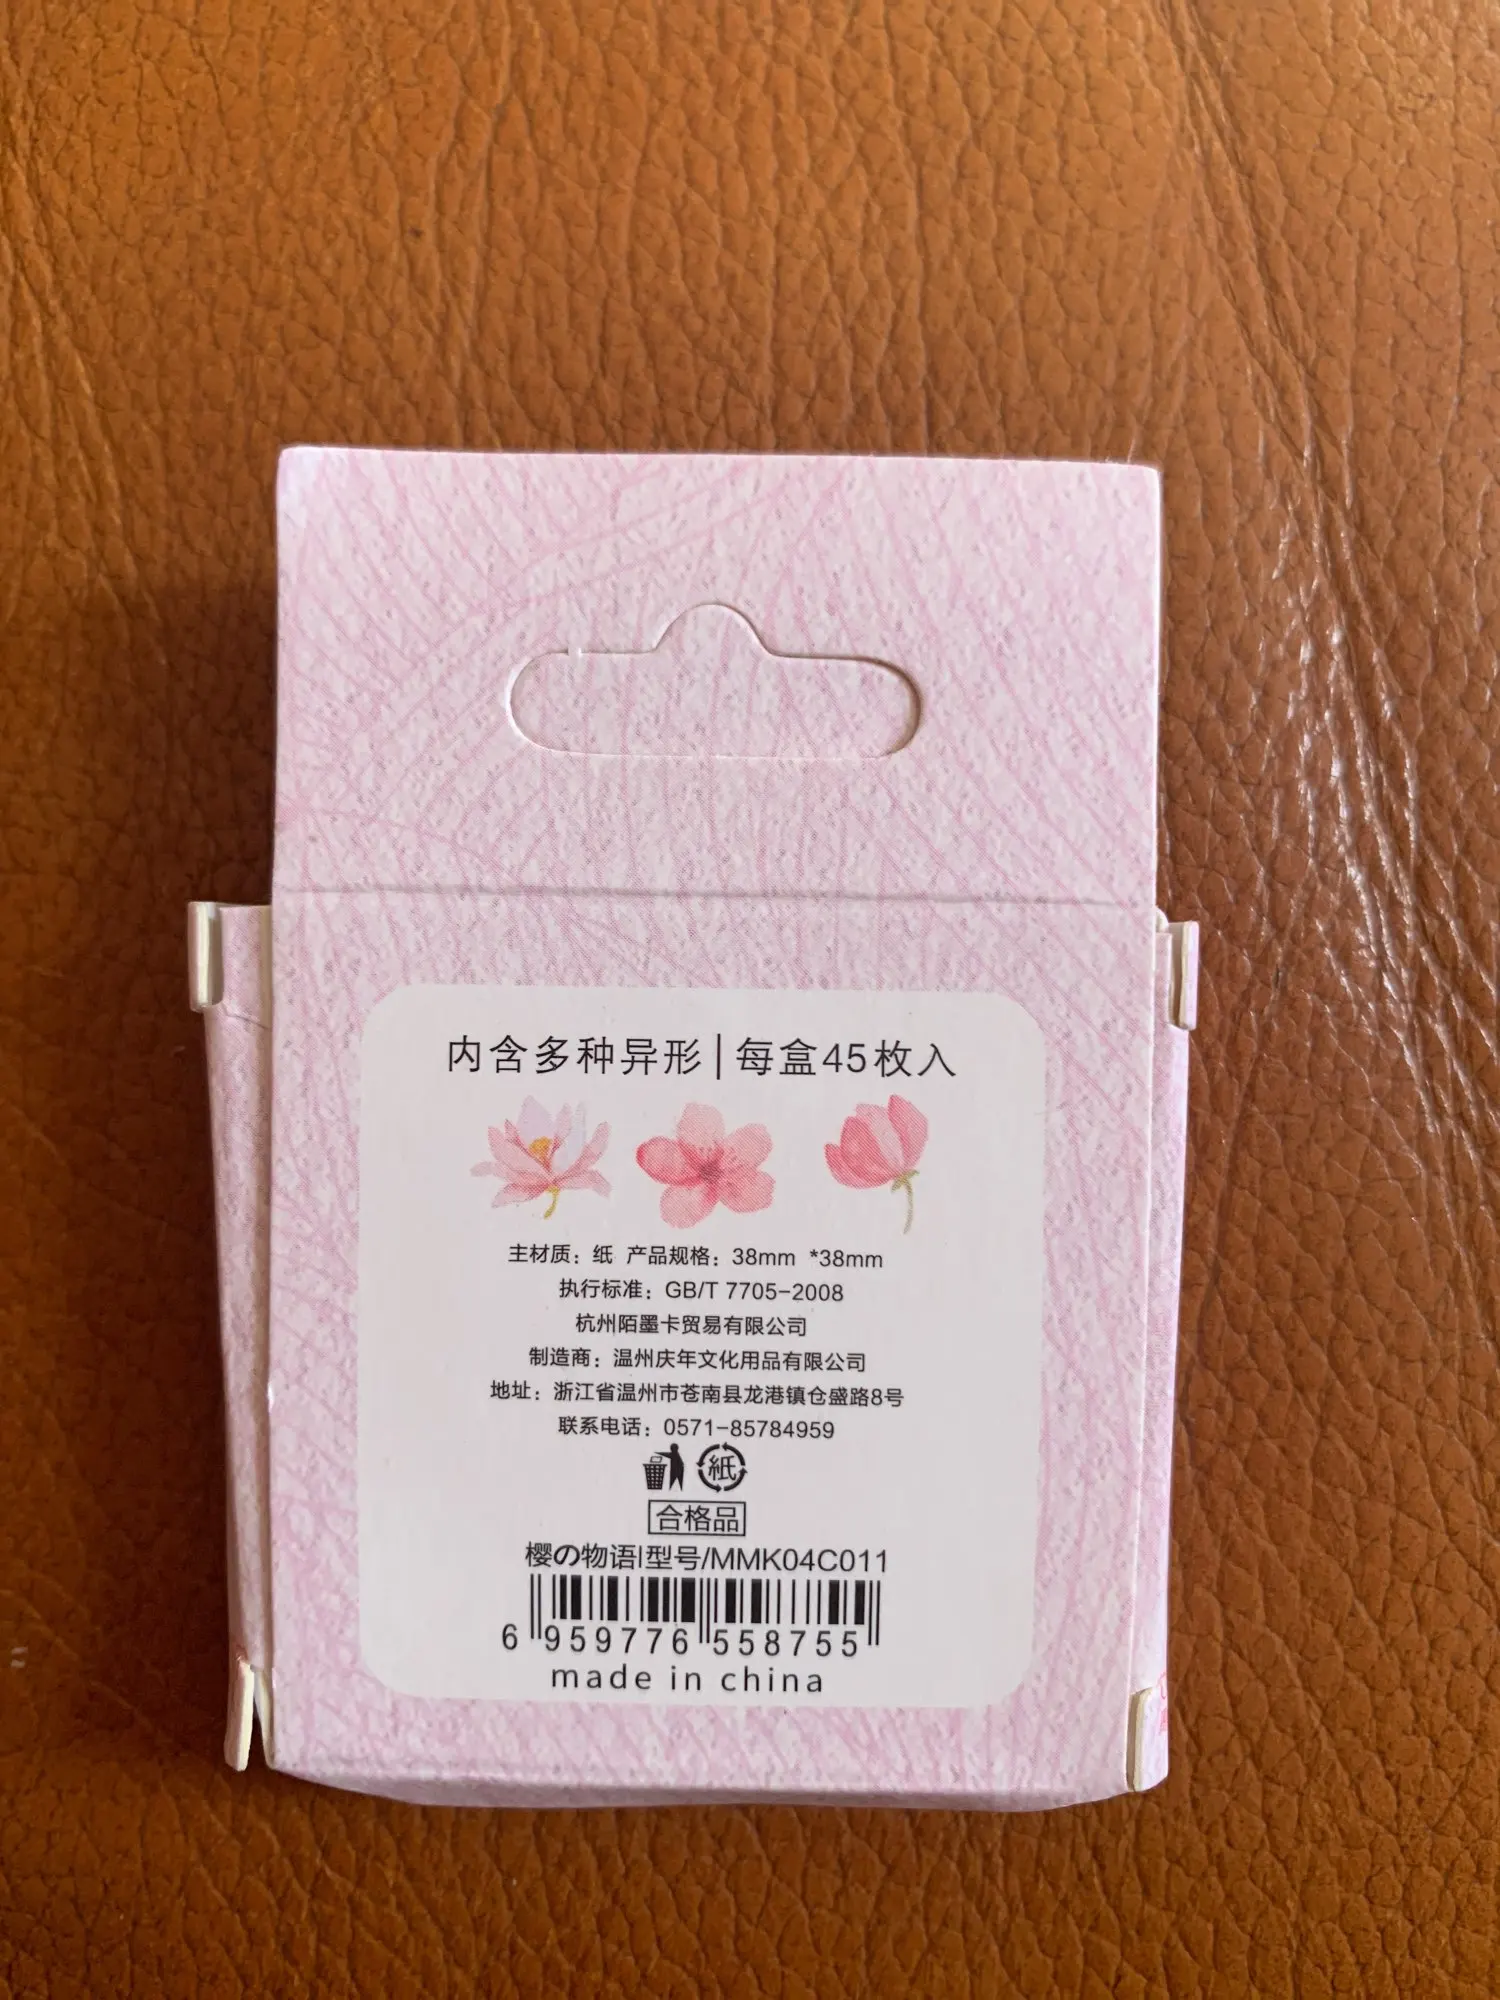 内含多种异形|每盒45枚入
主材质：纸 产品规格：38mm *38mm
执行标准：GB/T 7705-2008
杭州陌墨卡贸易有限公司
制造商：温州庆年文化用品有限公司
地址：浙江省温州市苍南县龙港镇仓盛路8号
联系电话：0571-85784959
紙
合格品
樱の物语|型号/MMK04C011
6 959776 558755
made in china